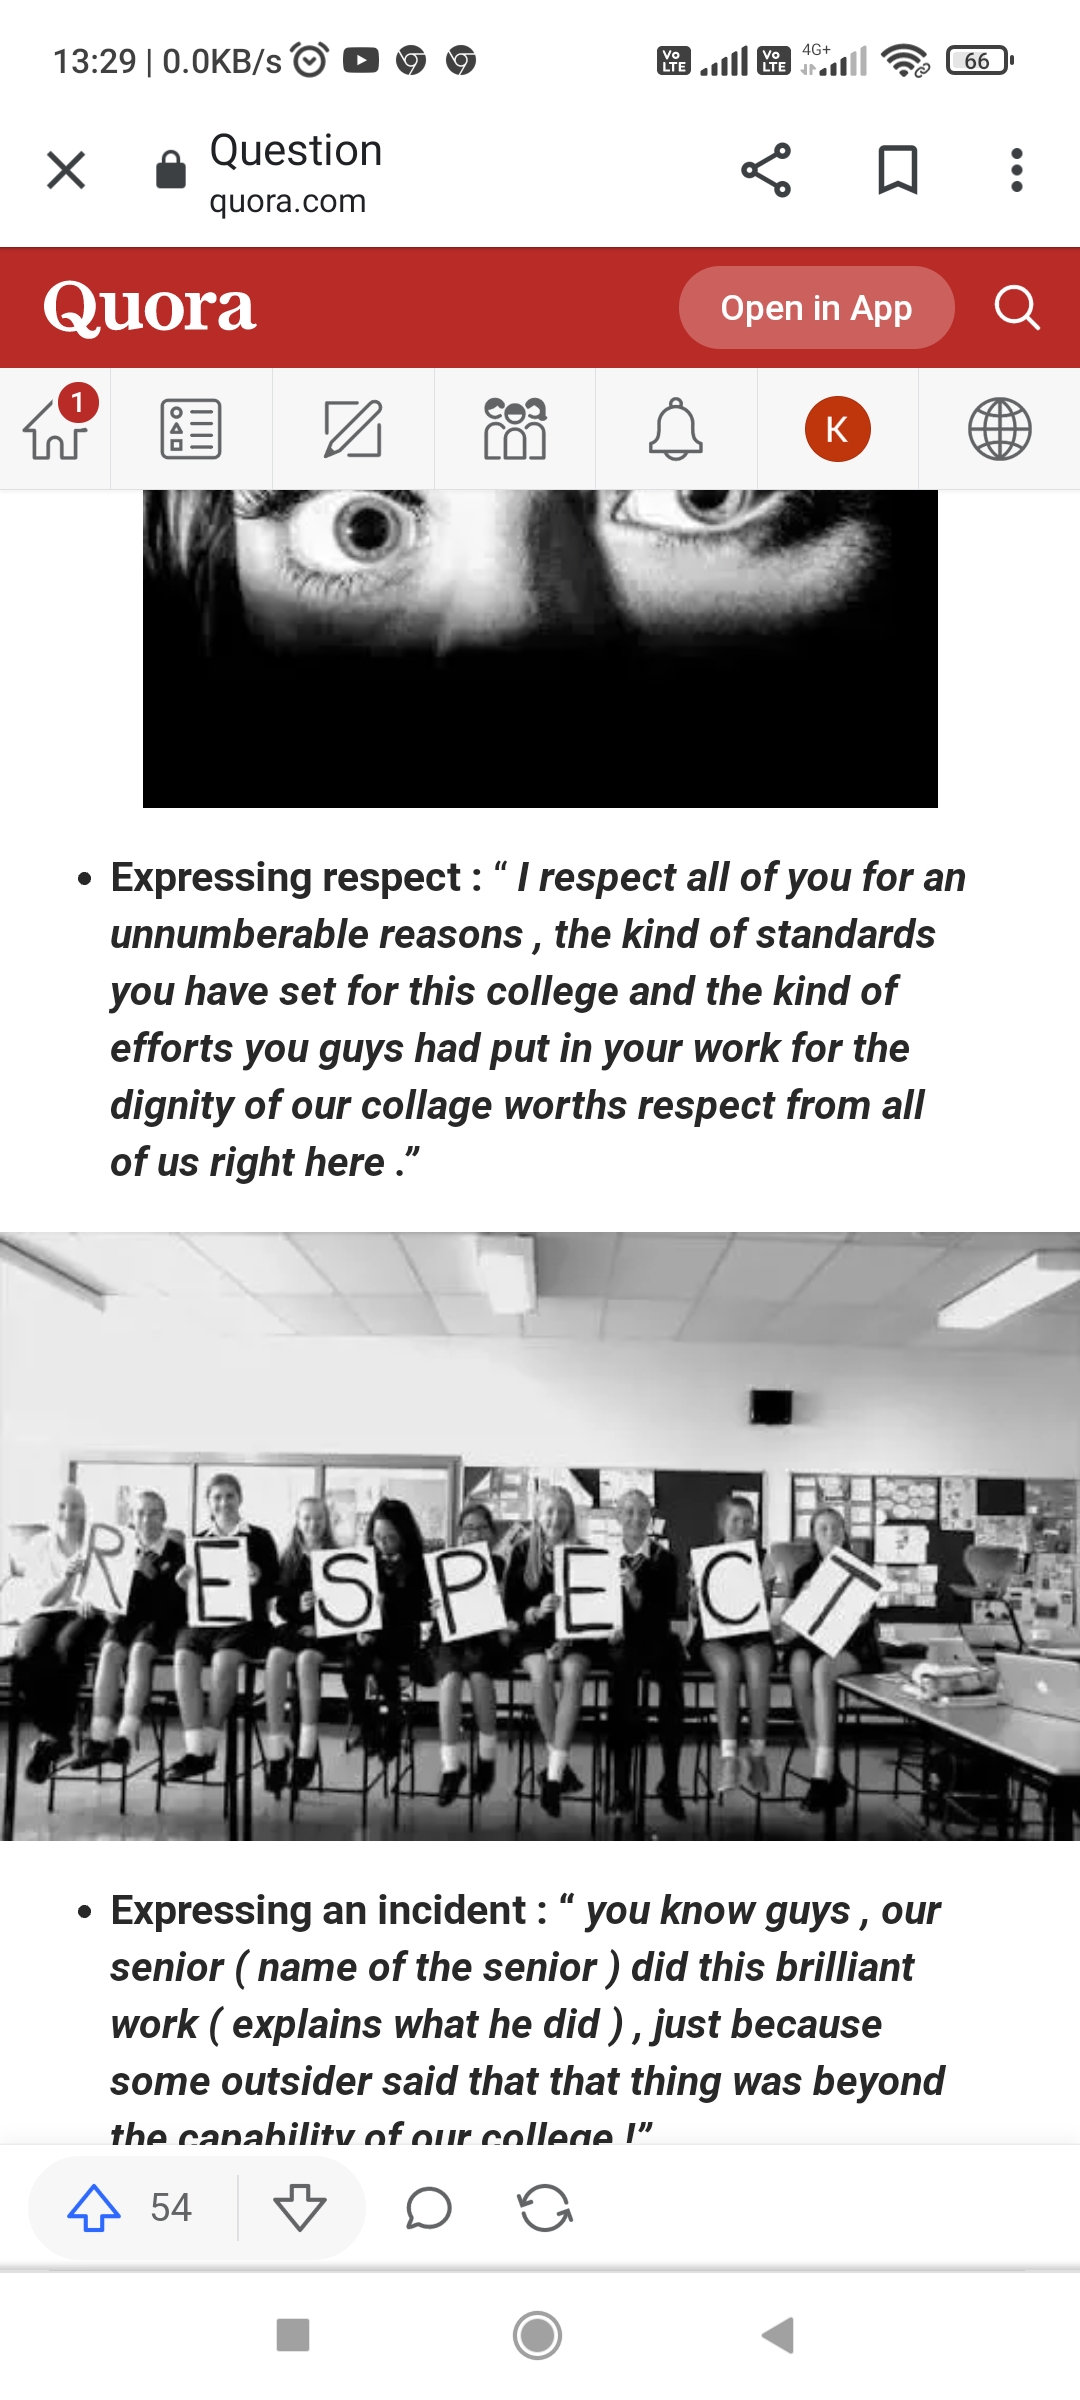 13:29 | 0.0KB/s
Vo LTE Vo LTE 4G+ 66
Question
quora.com
Quora Open in App
1 K
• Expressing respect : “ I respect all of you for an
unnumberable reasons , the kind of standards
you have set for this college and the kind of
efforts you guys had put in your work for the
dignity of our collage worths respect from all
of us right here .”
R E S P E C T
• Expressing an incident : “ you know guys , our
senior ( name of the senior ) did this brilliant
work ( explains what he did ) , just because
some outsider said that that thing was beyond
the capability of our college !”
54